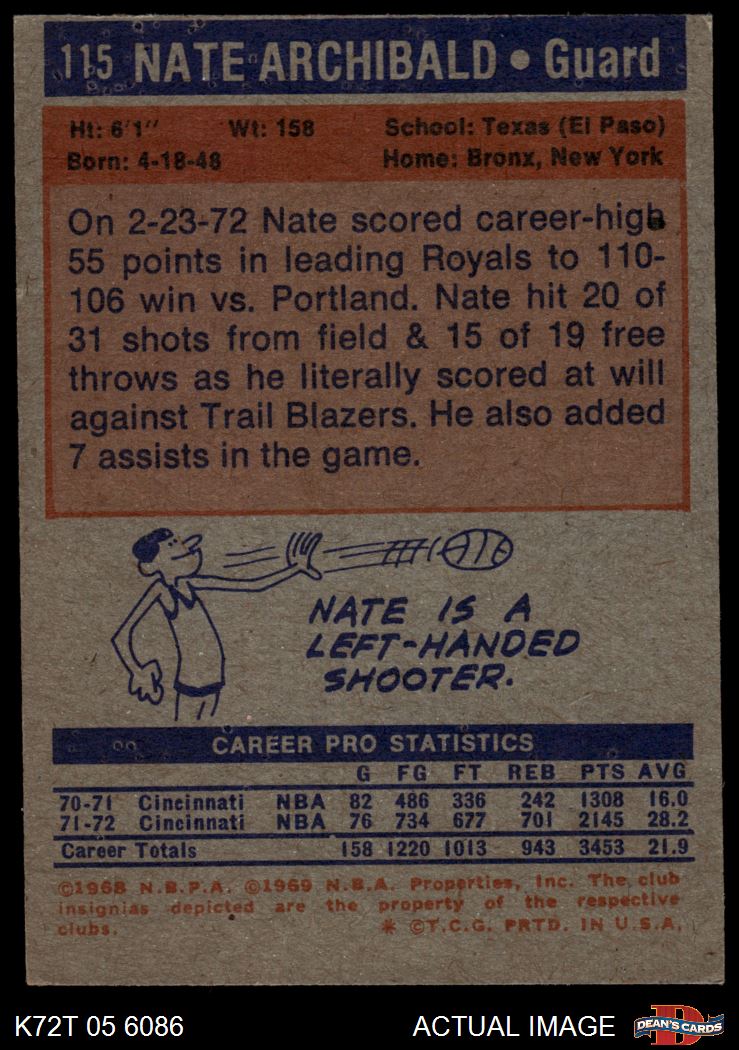 115 NATE ARCHIBALD • Guard
Ht: 6'1" Wt: 158 School: Texas (El Paso)
Born: 4-18-48 Home: Bronx, New York
On 2-23-72 Nate scored career-high
55 points in leading Royals to 110-
106 win vs. Portland. Nate hit 20 of
31 shots from field & 15 of 19 free
throws as he literally scored at will
against Trail Blazers. He also added
7 assists in the game.
NATE IS A
LEFT-HANDED
SHOOTER.
CAREER PRO STATISTICS
G FG FT REB PTS AVG
70-71 Cincinnati NBA 82 486 336 242 1308 16.0
71-72 Cincinnati NBA 76 734 677 701 2145 28.2
Career Totals 158 1220 1013 943 3453 21.9
©1968 N.B.P.A. ©1969 N.B.A. Properties, Inc. The club
insignias depicted are the property of the respective
clubs. * ©T.C.G. PRTD. IN U.S.A.
K72T 05 6086 ACTUAL IMAGE D DEAN'S CARDS